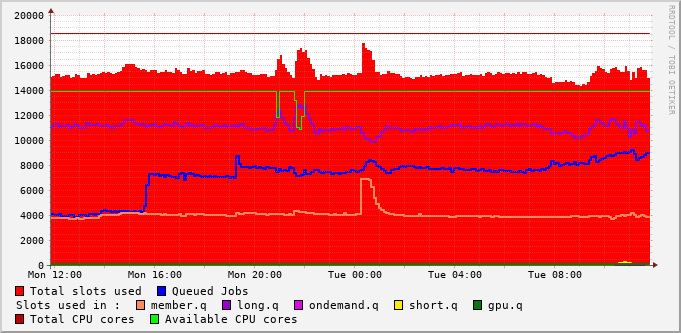 20000
18000
16000
14000
12000
10000
8000
6000
4000
2000
0
Mon 12:00 Mon 16:00 Mon 20:00 Tue 00:00 Tue 04:00 Tue 08:00
Total slots used Queued Jobs
Slots used in : member.q long.q ondemand.q short.q gpu.q
Total CPU cores Available CPU cores
RRDTOOL / TOBI OETIKER